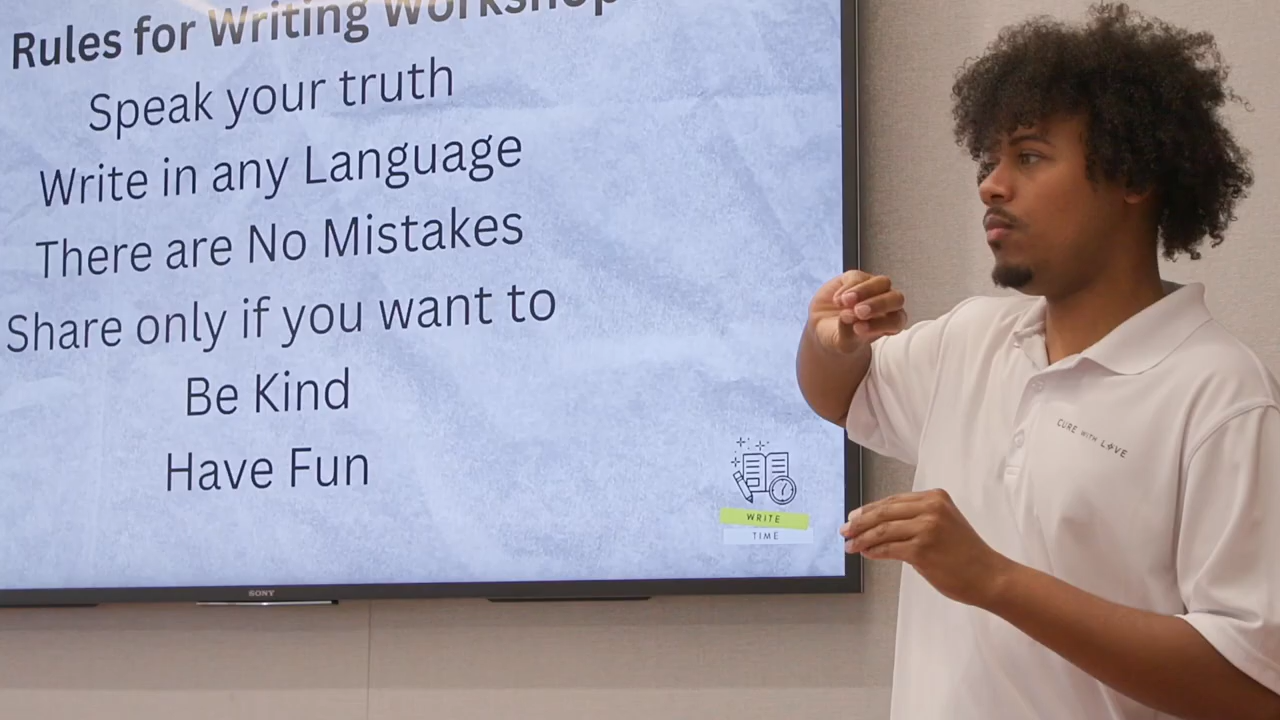 Rules for Writing Workshop
Speak your truth
Write in any Language
There are No Mistakes
Share only if you want to
Be Kind
Have Fun
WRITE
TIME
SONY
CURE WITH LOVE